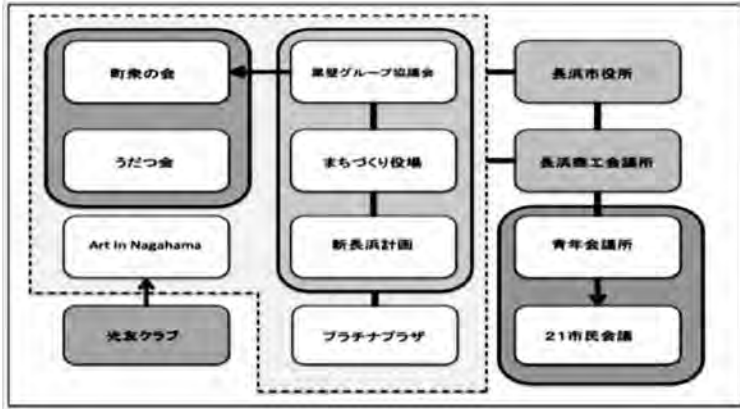 町衆の会
黒壁グループ協議会
長浜市役所
うだつ会
まちづくり役場
長浜商工会議所
Art In Nagahama
新長浜計画
青年会議所
光友クラブ
プラチナプラザ
21市民会議